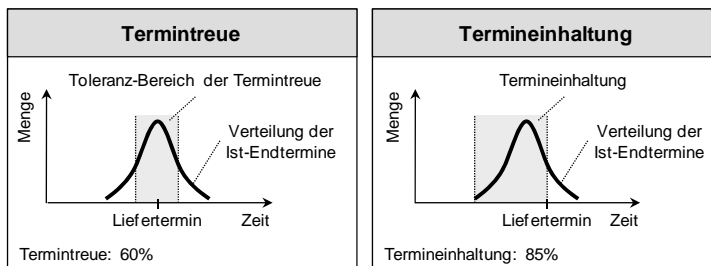 Termintreue
Toleranz-Bereich der Termintreue
Menge
Verteilung der
Ist-Endtermine
Liefertermin
Zeit
Termintreue: 60%
Termineinhaltung
Termineinhaltung
Menge
Verteilung der
Ist-Endtermine
Liefertermin
Zeit
Termineinhaltung: 85%